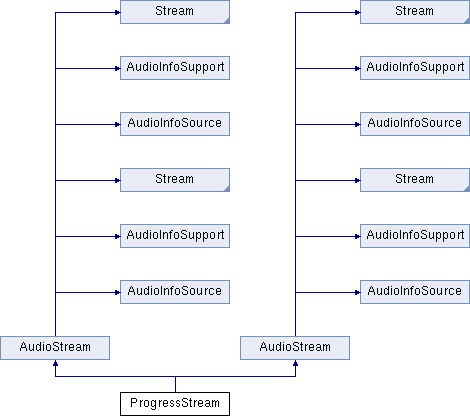 Stream Stream
AudioInfoSupport AudioInfoSupport
AudioInfoSource AudioInfoSource
Stream Stream
AudioInfoSupport AudioInfoSupport
AudioInfoSource AudioInfoSource
AudioStream AudioStream
ProgressStream